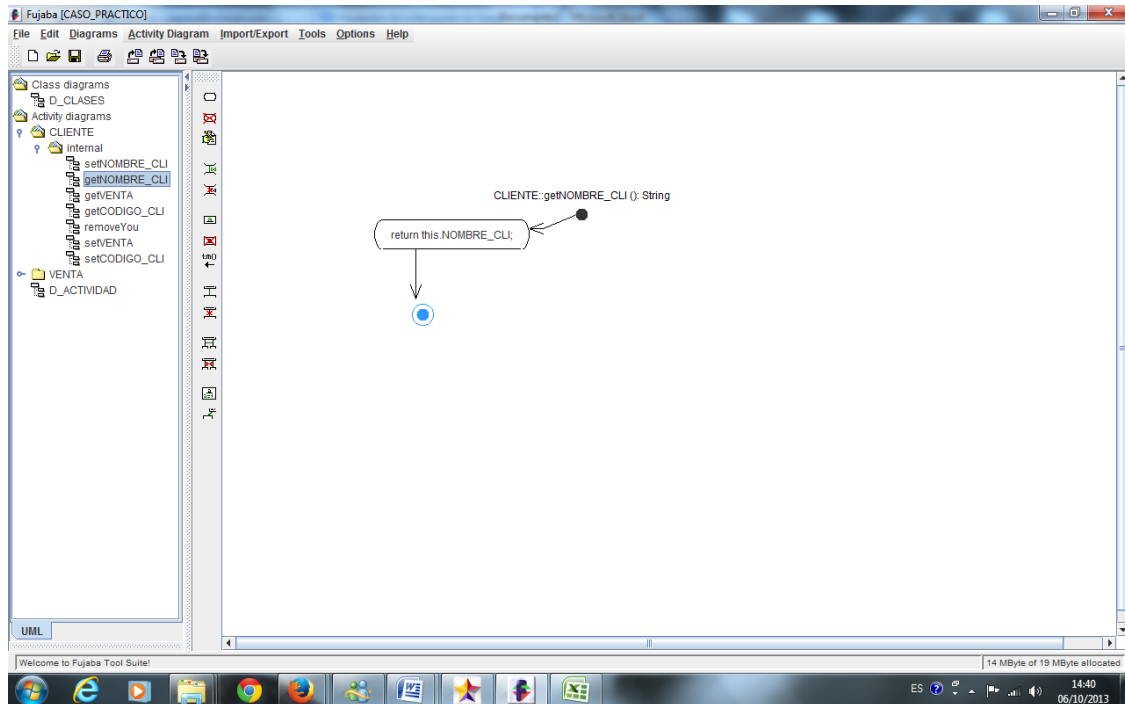 Fujaba [CASO_PRACTICO]
File Edit Diagrams Activity Diagram Import/Export Tools Options Help
Class diagrams
D_CLASES
Activity diagrams
CLIENTE
internal
setNOMBRE_CLI
getNOMBRE_CLI
getVENTA
getCODIGO_CLI
removeYou
setVENTA
setCODIGO_CLI
VENTA
D_ACTIVIDAD
UML
CLIENTE::getNOMBRE_CLI (): String
return this.NOMBRE_CLI;
Welcome to Fujaba Tool Suite!
14 MByte of 19 MByte allocated
ES
14:40
06/10/2013